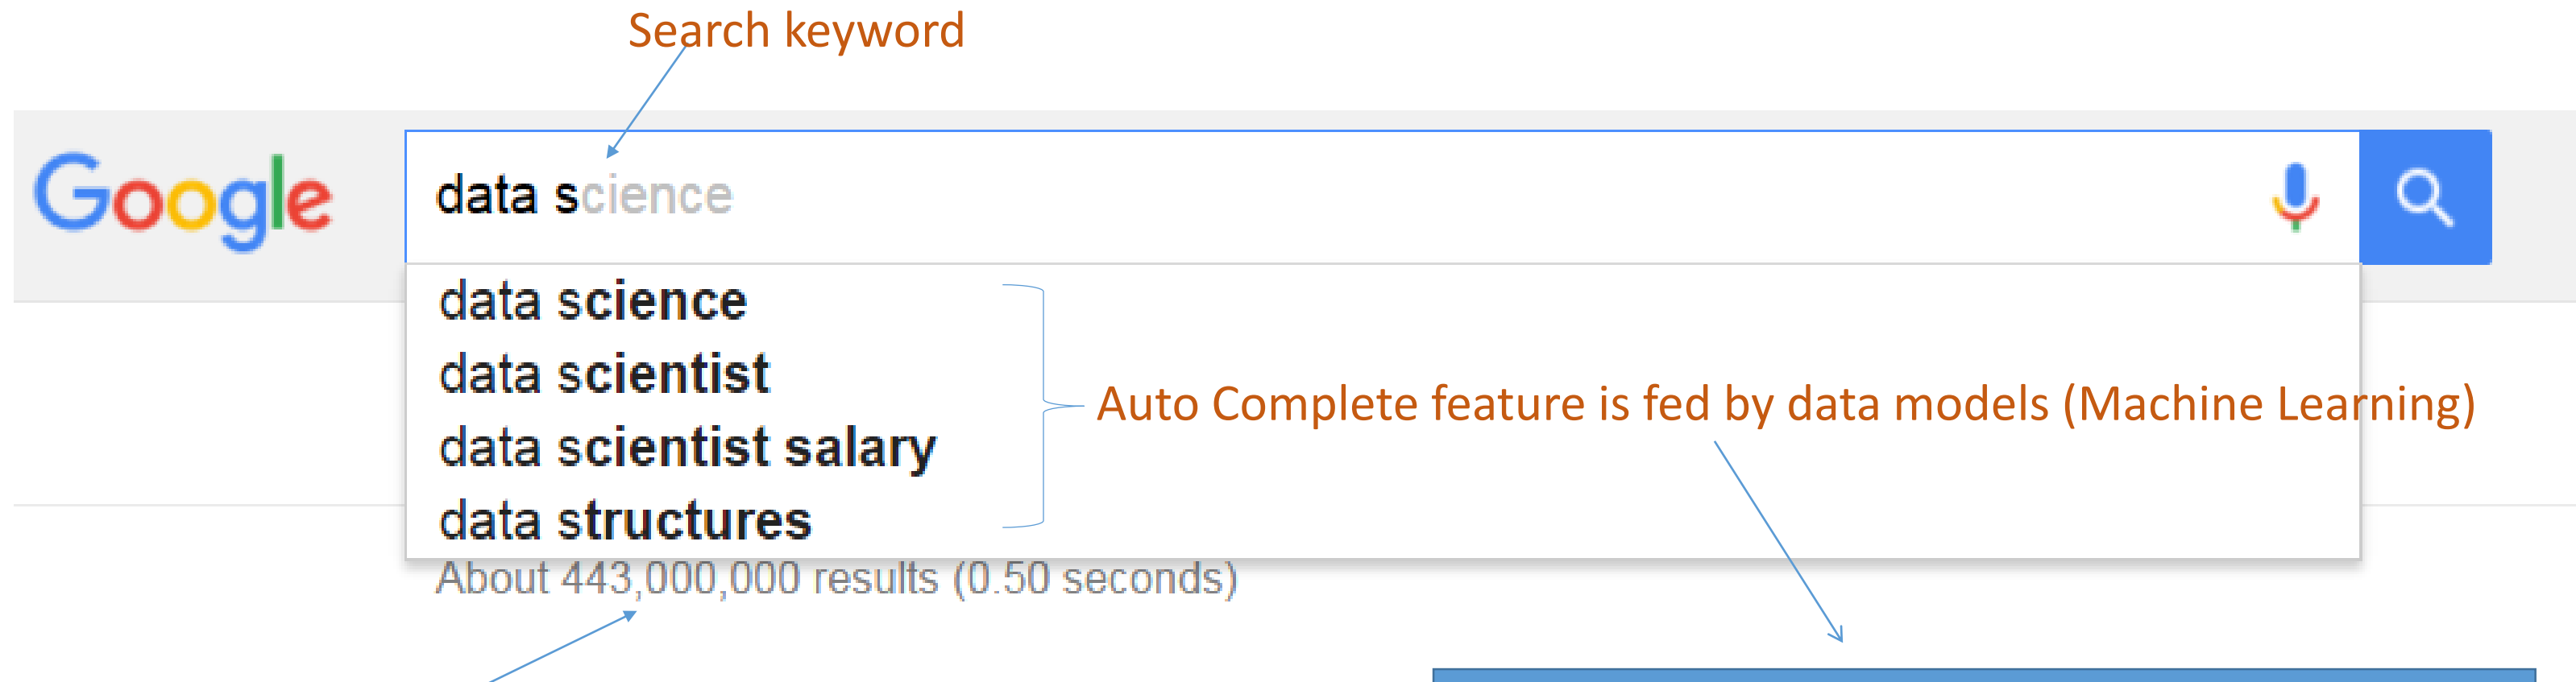 Search keyword
Google
data science
data science
data scientist
data scientist salary
data structures
Auto Complete feature is fed by data models (Machine Learning)
About 443,000,000 results (0.50 seconds)